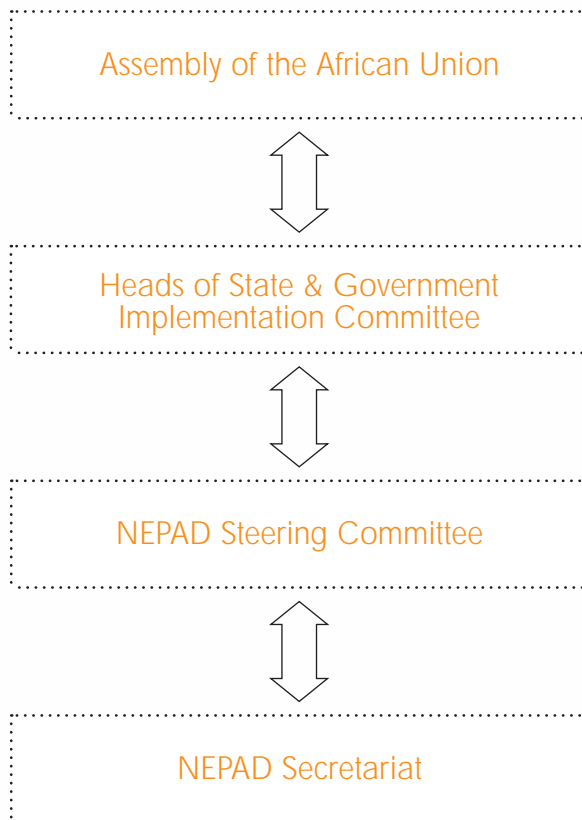 Assembly of the African Union
Heads of State & Government
Implementation Committee
NEPAD Steering Committee
NEPAD Secretariat